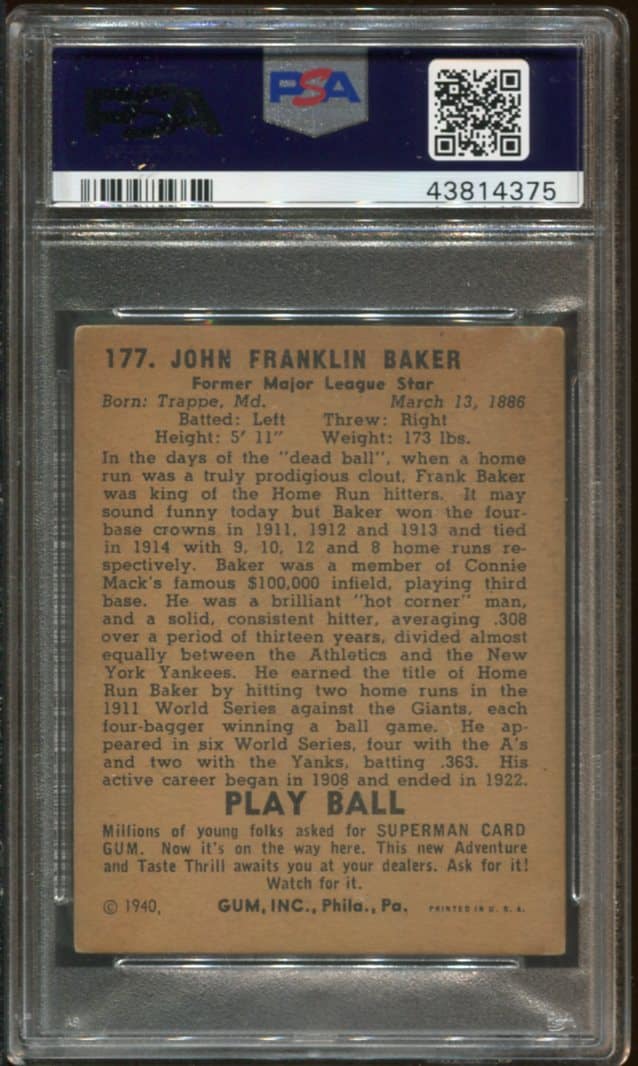 PSA
PSA
43814375
177. JOHN FRANKLIN BAKER
Former Major League Star
Born: Trappe, Md. March 13, 1886
Batted: Left Threw: Right
Height: 5' 11" Weight: 173 lbs.
In the days of the "dead ball", when a home
run was a truly prodigious clout, Frank Baker
was king of the Home Run hitters. It may
sound funny today but Baker won the four-
base crowns in 1911, 1912 and 1913 and tied
in 1914 with 9, 10, 12 and 8 home runs re-
spectively. Baker was a member of Connie
Mack's famous $100,000 infield, playing third
base. He was a brilliant "hot corner" man,
and a solid, consistent hitter, averaging .308
over a period of thirteen years, divided almost
equally between the Athletics and the New
York Yankees. He earned the title of Home
Run Baker by hitting two home runs in the
1911 World Series against the Giants, each
four-bagger winning a ball game. He ap-
peared in six World Series, four with the A's
and two with the Yanks, batting .363. His
active career began in 1908 and ended in 1922.
PLAY BALL
Millions of young folks asked for SUPERMAN CARD
GUM. Now it's on the way here. This new Adventure
and Taste Thrill awaits you at your dealers. Ask for it!
Watch for it.
© 1940, GUM, INC., Phila., Pa. PRINTED IN U. S. A.